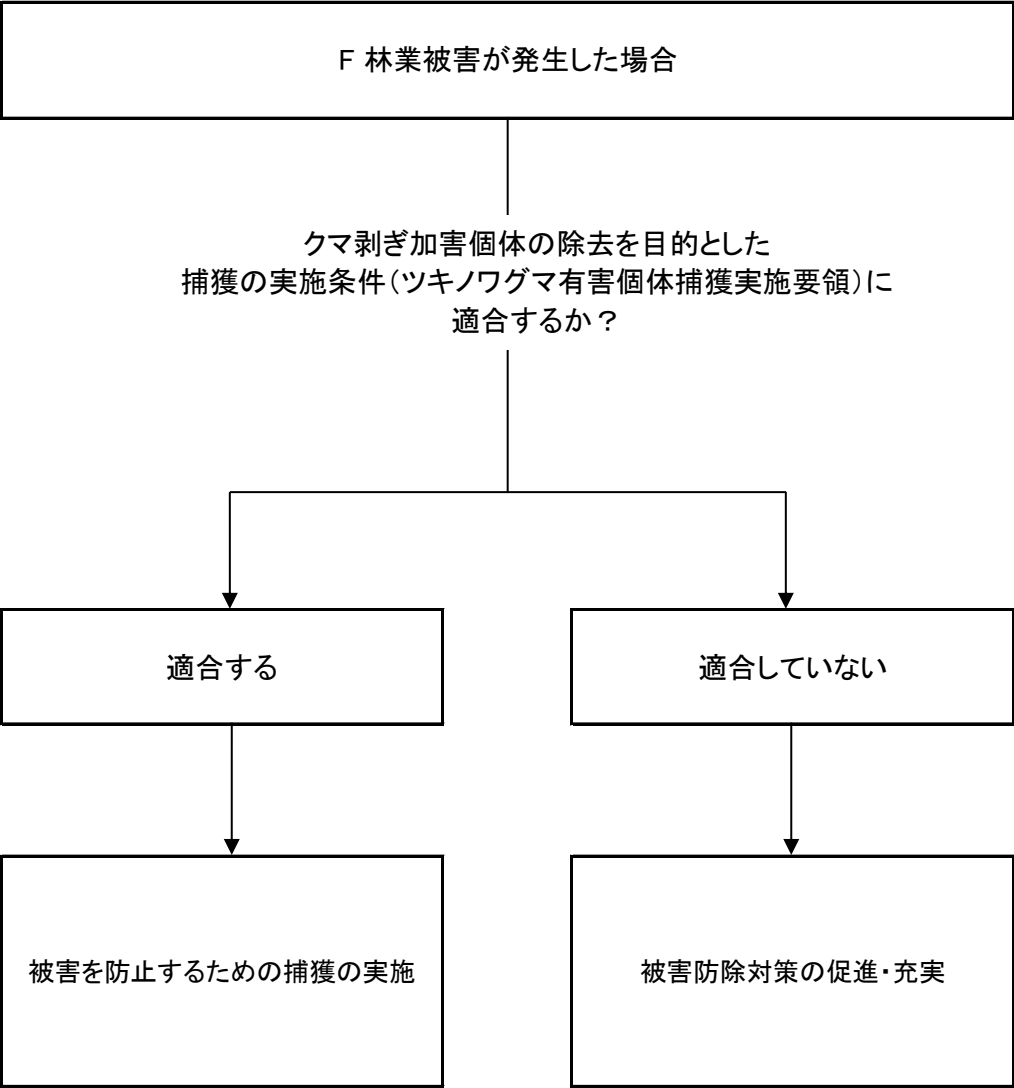 F 林業被害が発生した場合
クマ剥ぎ加害個体の除去を目的とした
捕獲の実施条件(ツキノワグマ有害個体捕獲実施要領)に
適合するか？
適合する
適合していない
被害を防止するための捕獲の実施
被害防除対策の促進・充実